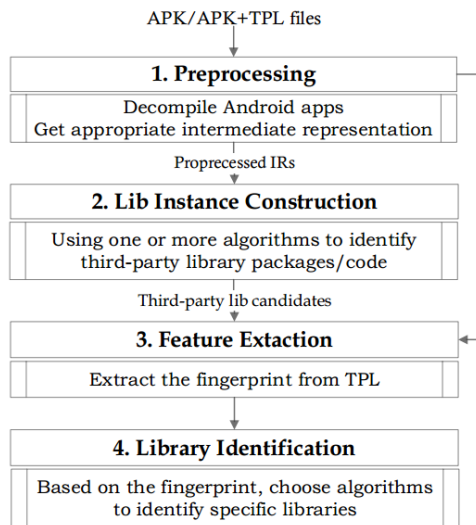 APK/APK+TPL files
1. Preprocessing
Decompile Android apps
Get appropriate intermediate representation
Proprecessed IRs
2. Lib Instance Construction
Using one or more algorithms to identify
third-party library packages/code
Third-party lib candidates
3. Feature Extaction
Extract the fingerprint from TPL
4. Library Identification
Based on the fingerprint, choose algorithms
to identify specific libraries